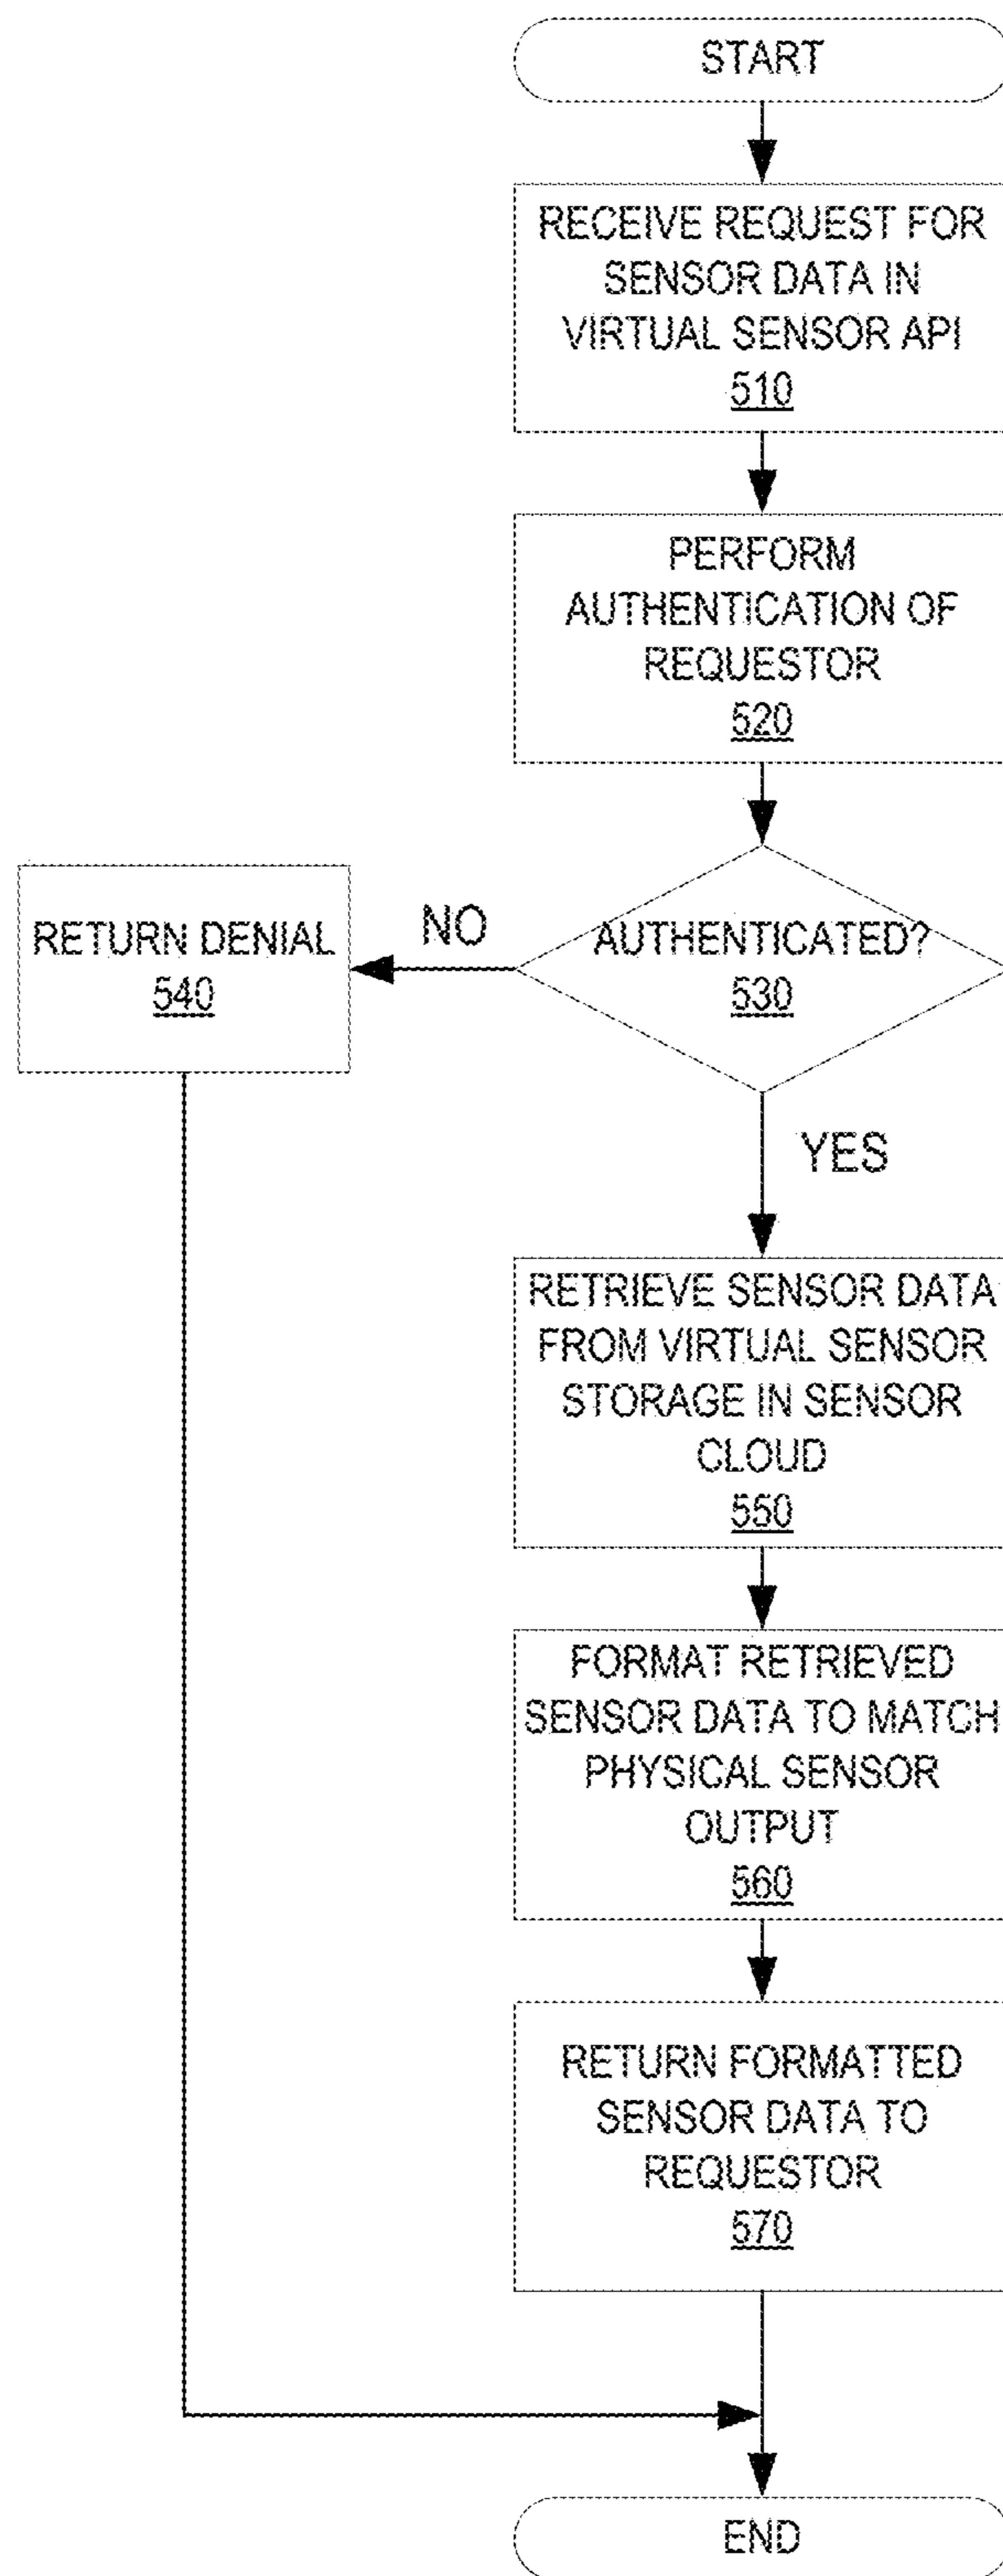 START
RECEIVE REQUEST FOR
SENSOR DATA IN
VIRTUAL SENSOR API
510
PERFORM
AUTHENTICATION OF
REQUESTOR
520
AUTHENTICATED?
530
NO
RETURN DENIAL
540
YES
RETRIEVE SENSOR DATA
FROM VIRTUAL SENSOR
STORAGE IN SENSOR
CLOUD
550
FORMAT RETRIEVED
SENSOR DATA TO MATCH
PHYSICAL SENSOR
OUTPUT
560
RETURN FORMATTED
SENSOR DATA TO
REQUESTOR
570
END